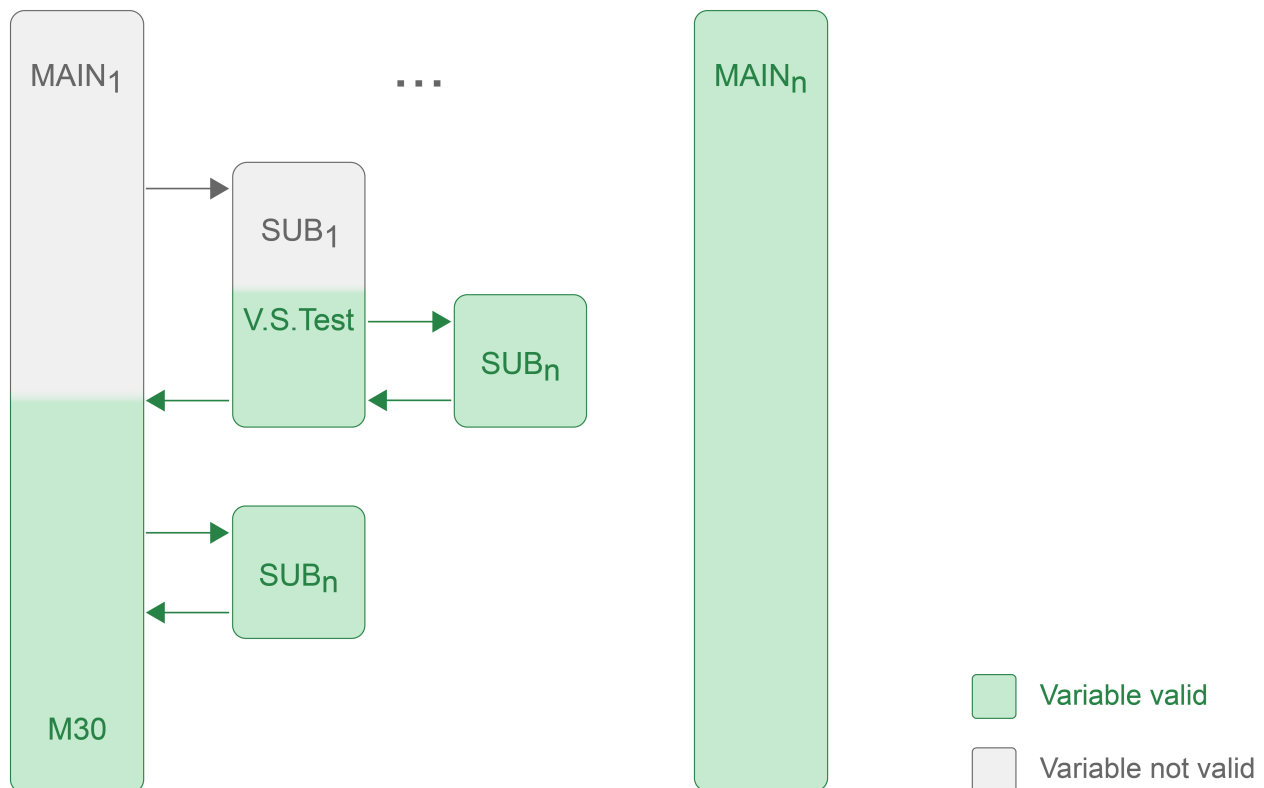 MAIN1
...
MAINn
SUB1
V.S.Test
SUBn
SUBn
M30
Variable valid
Variable not valid